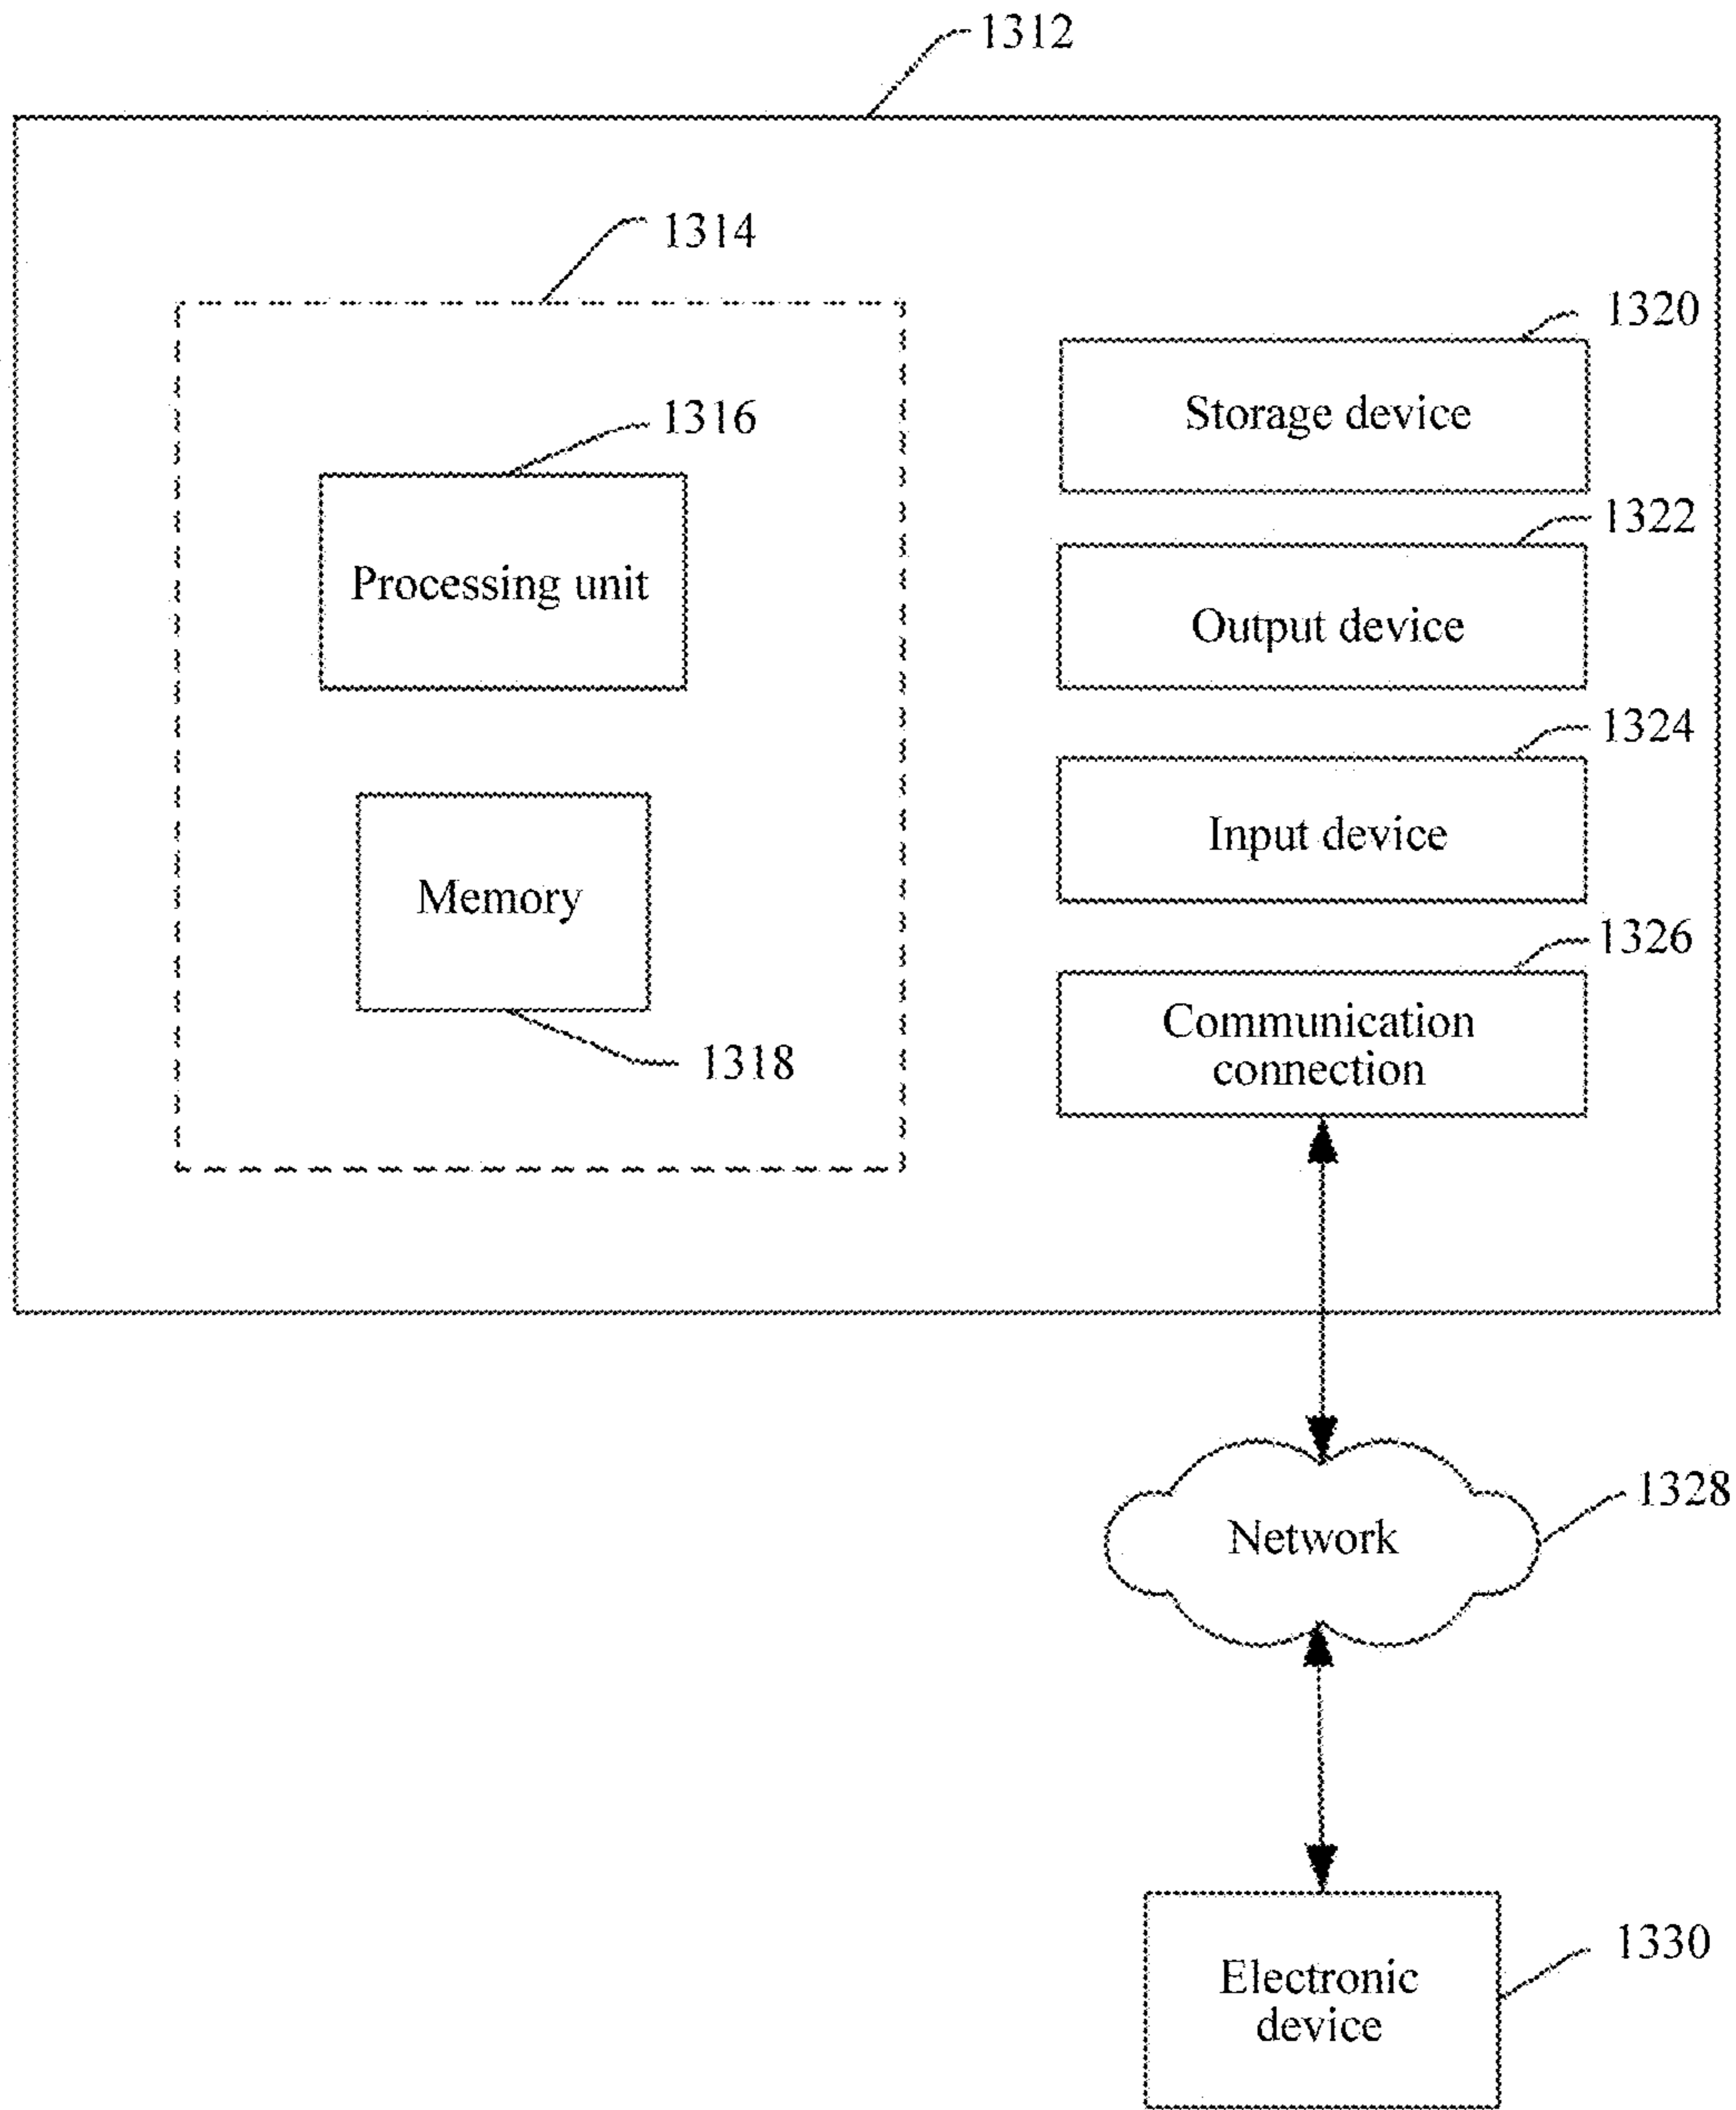 1312
1314
1316
Processing unit
Memory
1318
1320
Storage device
1322
Output device
1324
Input device
1326
Communication
connection
1328
Network
1330
Electronic
device